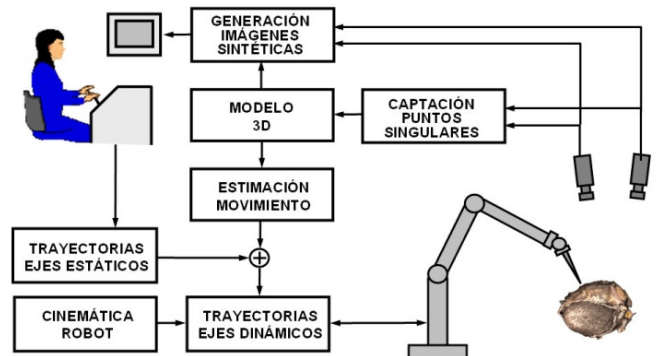 GENERACIÓN
IMÁGENES
SINTÉTICAS
MODELO
3D
CAPTACIÓN
PUNTOS
SINGULARES
ESTIMACIÓN
MOVIMIENTO
TRAYECTORIAS
EJES ESTÁTICOS
CINEMÁTICA
ROBOT
TRAYECTORIAS
EJES DINÁMICOS